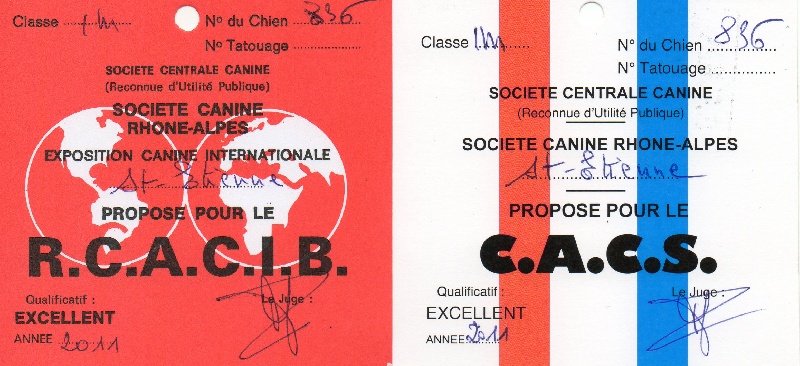 Classe 1M
N° du Chien 836
N° Tatouage
SOCIETE CENTRALE CANINE
(Reconnue d'Utilité Publique)
SOCIETE CANINE
RHONE-ALPES
EXPOSITION CANINE INTERNATIONALE
St-Etienne
PROPOSE POUR LE
R.C.A.C.I.B.
Qualificatif :
Le Juge :
EXCELLENT
ANNEE 2011
Classe 1M
N° du Chien 836
N° Tatouage
SOCIETE CENTRALE CANINE
(Reconnue d'Utilité Publique)
SOCIETE CANINE RHONE-ALPES
St-Etienne
PROPOSE POUR LE
C.A.C.S.
Qualificatif :
Le Juge :
EXCELLENT
ANNEE 2011